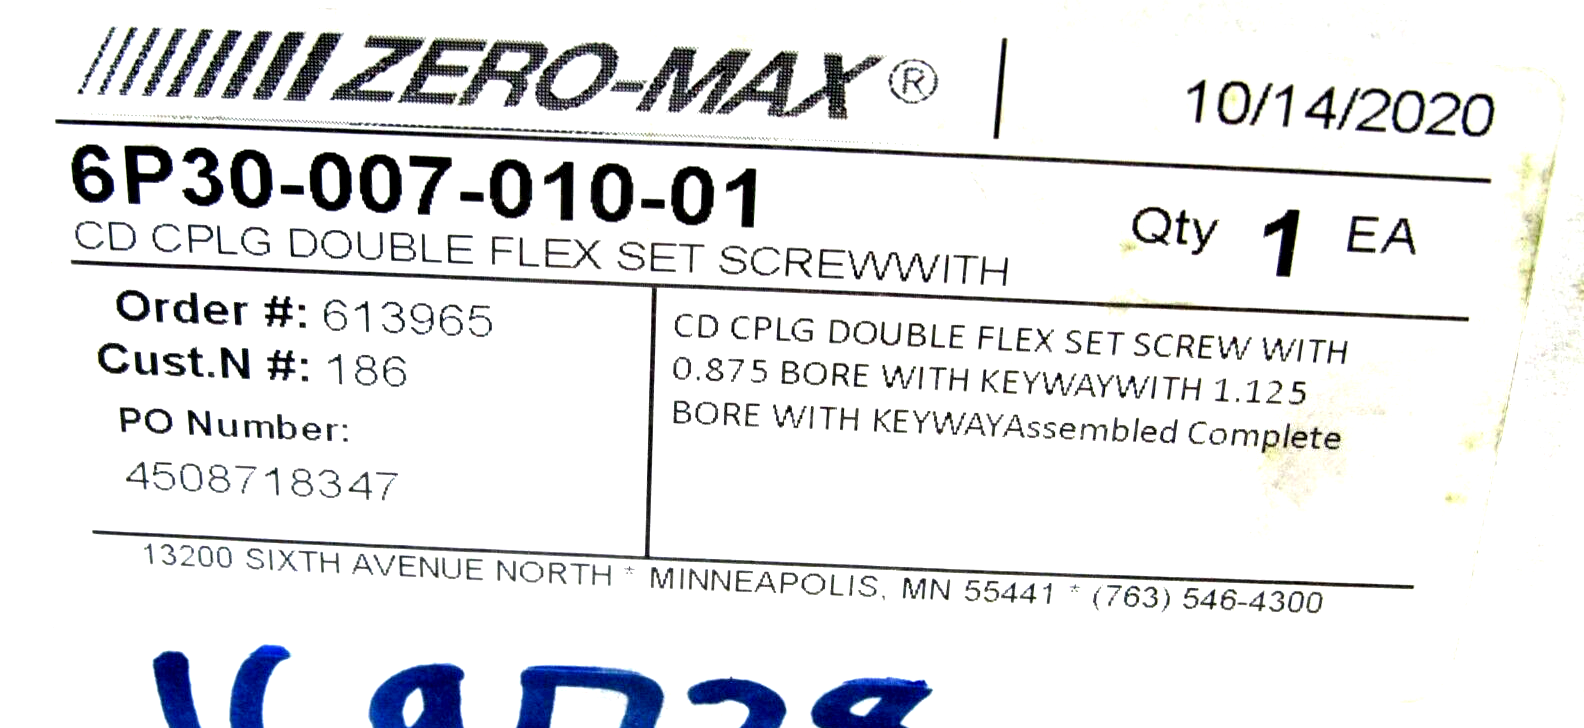 ZERO-MAX®
10/14/2020
6P30-007-010-01
CD CPLG DOUBLE FLEX SET SCREWWITH
Qty 1 EA
Order #: 613965
Cust.N #: 186
PO Number:
4508718347
CD CPLG DOUBLE FLEX SET SCREW WITH
0.875 BORE WITH KEYWAYWITH 1.125
BORE WITH KEYWAYAssembled Complete
13200 SIXTH AVENUE NORTH * MINNEAPOLIS, MN 55441 * (763) 546-4300